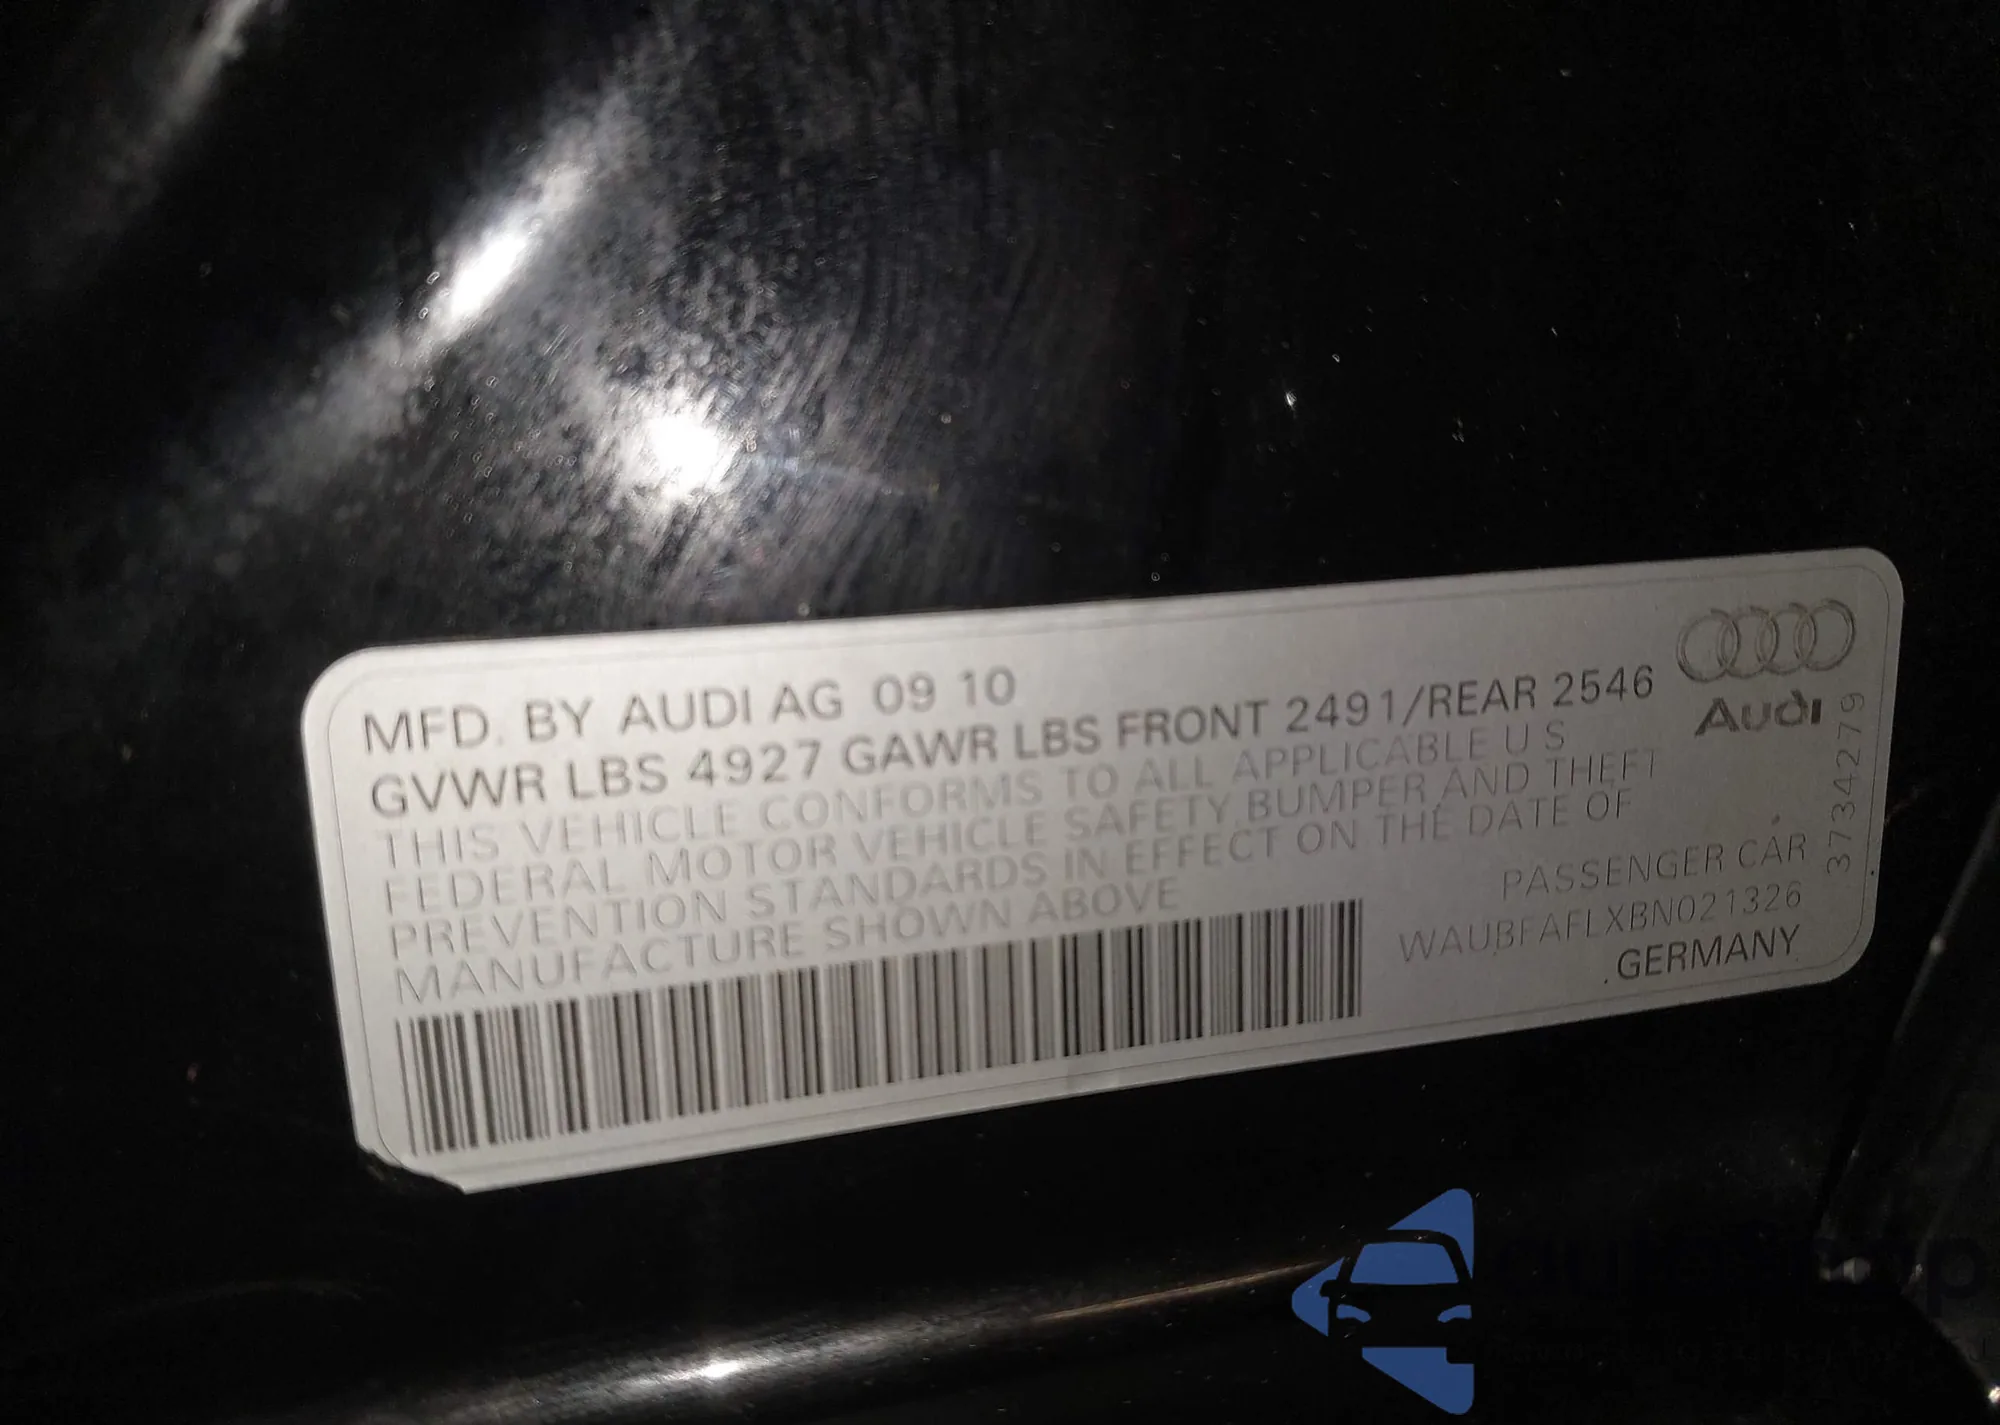 MFD. BY AUDI AG 09 10
GVWR LBS 4927 GAWR LBS FRONT 2491/REAR 2546
THIS VEHICLE CONFORMS TO ALL APPLICABLE U S
FEDERAL MOTOR VEHICLE SAFETY BUMPER AND THEFT
PREVENTION STANDARDS IN EFFECT ON THE DATE OF
MANUFACTURE SHOWN ABOVE
Audi
3734279
PASSENGER CAR
WAUBFAFLXBN021326
GERMANY